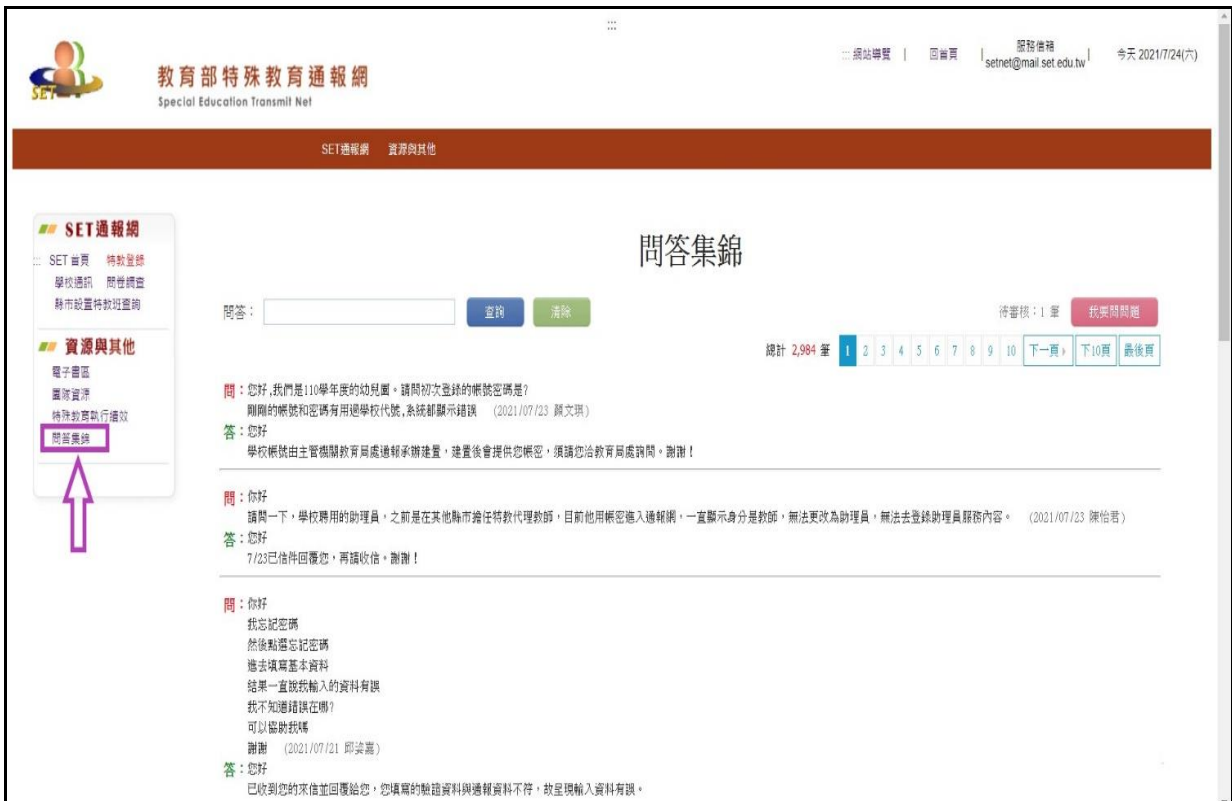 :::
SET
教育部特殊教育通報網
Special Education Transmit Net
::: 網站導覽 | 回首頁 | 服務信箱 setnet@mail.set.edu.tw | 今天 2021/7/24(六)
SET通報網 資源與其他
SET通報網
::: SET 首頁 特教登錄
學校通訊 問卷調查
縣市設置特教班查詢
資源與其他
電子書區
團隊資源
特殊教育執行績效
問答集錦
問答集錦
問答： 查詢 清除 待審核：1 筆 我要問問題
總計 2,984 筆 1 2 3 4 5 6 7 8 9 10 下一頁 下10頁 最後頁
問：您好,我們是110學年度的幼兒園。請問初次登錄的帳號密碼是?
剛剛的帳號和密碼有用過學校代號,系統都顯示錯誤 (2021/07/23 顏文琪)
答：您好
學校帳號由主管機關教育局處通報承辦建置，建置後會提供您帳密，須請您洽教育局處詢問。謝謝！
問：你好
請問一下，學校聘用的助理員，之前是在其他縣市擔任特教代理教師，目前他用帳密進入通報網，一直顯示身分是教師，無法更改為助理員，無法去登錄助理員服務內容。 (2021/07/23 陳怡君)
答：您好
7/23已信件回覆您，再請收信。謝謝！
問：你好
我忘記密碼
然後點選忘記密碼
進去填寫基本資料
結果一直說我輸入的資料有誤
我不知道錯誤在哪?
可以協助我嗎
謝謝 (2021/07/21 邱姿嘉)
答：您好
已收到您的來信並回覆給您，您填寫的驗證資料與通報資料不符，故呈現輸入資料有誤。